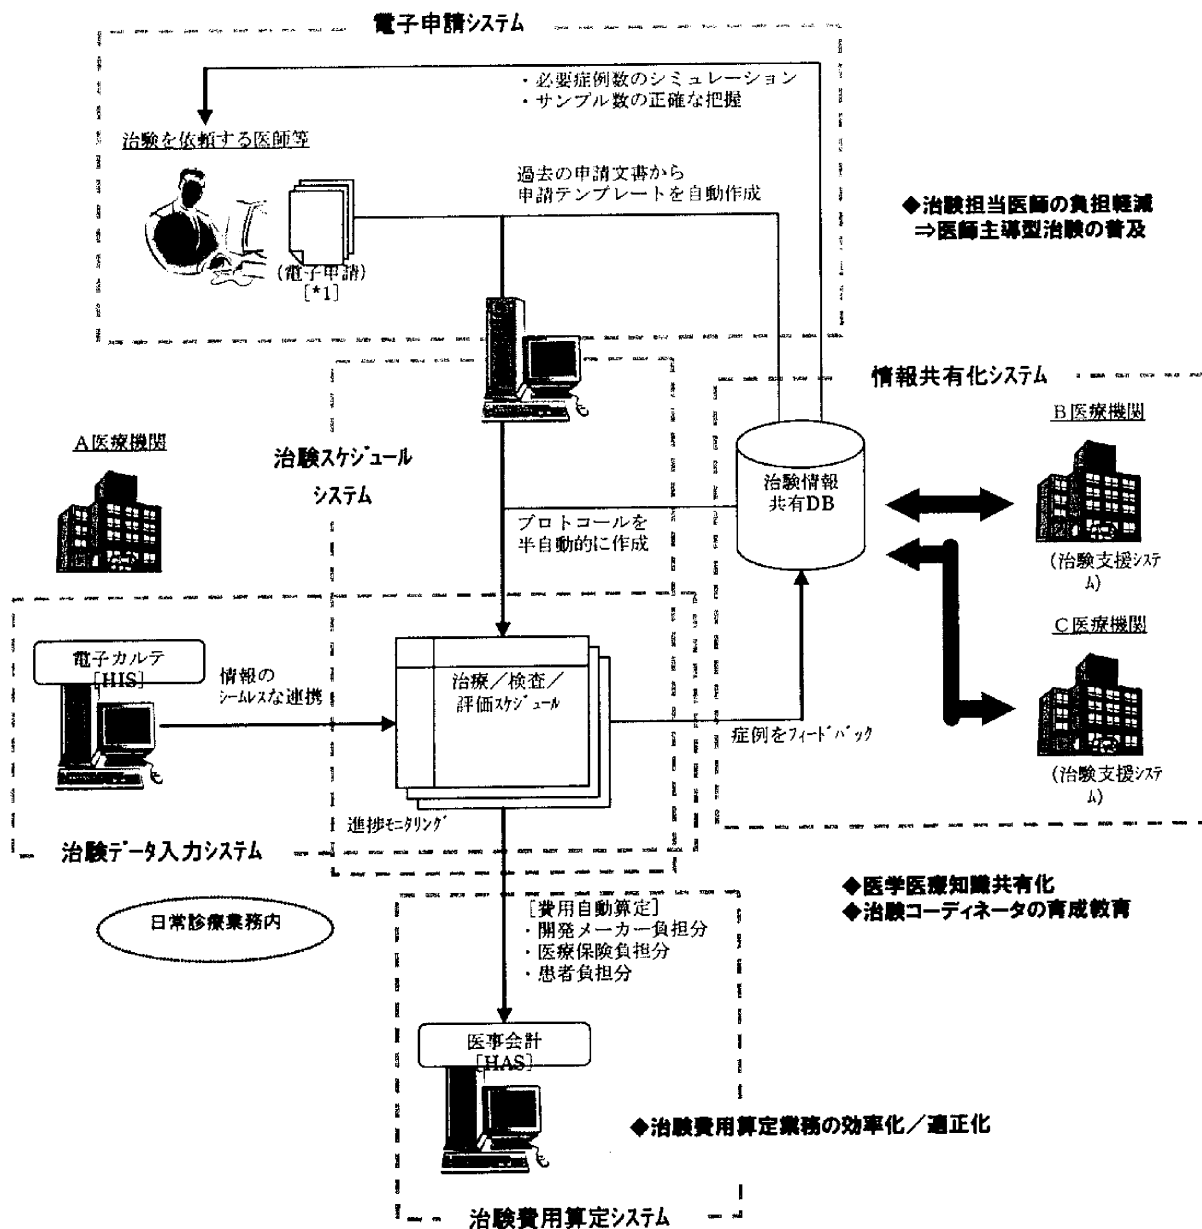 電子申請システム
・必要症例数のシミュレーション
・サンプル数の正確な把握
治験を依頼する医師等
過去の申請文書から
申請テンプレートを自動作成
(電子申請)
[*1]
◆治験担当医師の負担軽減
⇒医師主導型治験の普及
情報共有化システム
A医療機関
治験スケジュール
システム
治験情報
共有DB
B医療機関
(治験支援システ
ム)
プロトコールを
半自動的に作成
C医療機関
(治験支援システ
ム)
電子カルテ
[HIS]
情報の
シームレスな連携
治療／検査／
評価スケジュール
症例をフィードバック
進捗モニタリング
治験データ入力システム
日常診療業務内
◆医学医療知識共有化
◆治験コーディネータの育成教育
[費用自動算定]
・開発メーカー負担分
・医療保険負担分
・患者負担分
医事会計
[HAS]
◆治験費用算定業務の効率化／適正化
治験費用算定システム